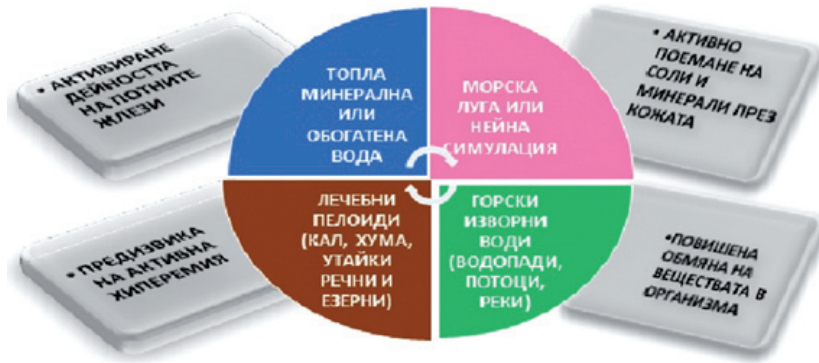 • АКТИВИРАНЕ
ДЕЙНОСТТА
НА ПОТНИТЕ
ЖЛЕЗИ
ТОПЛА
МИНЕРАЛНА
ИЛИ
ОБОГАТЕНА
ВОДА
МОРСКА
ЛУГА ИЛИ
НЕЙНА
СИМУЛАЦИЯ
• АКТИВНО
ПОЕМАНЕ НА
СОЛИ И
МИНЕРАЛИ ПРЕЗ
КОЖАТА
• ПРЕДИЗВИКА
НА АКТИВНА
ХИПЕРЕМИЯ
ЛЕЧЕБНИ
ПЕЛОИДИ
(КАЛ, ХУМА,
УТАЙКИ
РЕЧНИ И
ЕЗЕРНИ)
ГОРСКИ
ИЗВОРНИ
ВОДИ
(ВОДОПАДИ,
ПОТОЦИ,
РЕКИ)
•ПОВИШЕНА
ОБМЯНА НА
ВЕЩЕСТВАТА В
ОРГАНИЗМА